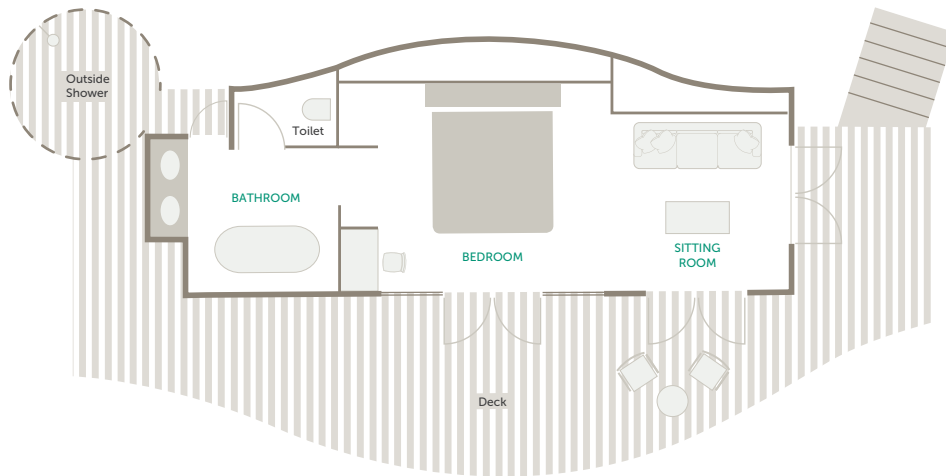 Outside
Shower
Toilet
BATHROOM
BEDROOM
SITTING
ROOM
Deck